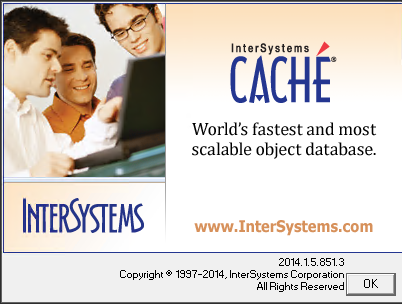 InterSystems
CACHÉ®
World's fastest and most
scalable object database.
INTERSYSTEMS
www.InterSystems.com
2014.1.5.851.3
Copyright © 1997-2014, InterSystems Corporation
All Rights Reserved
OK